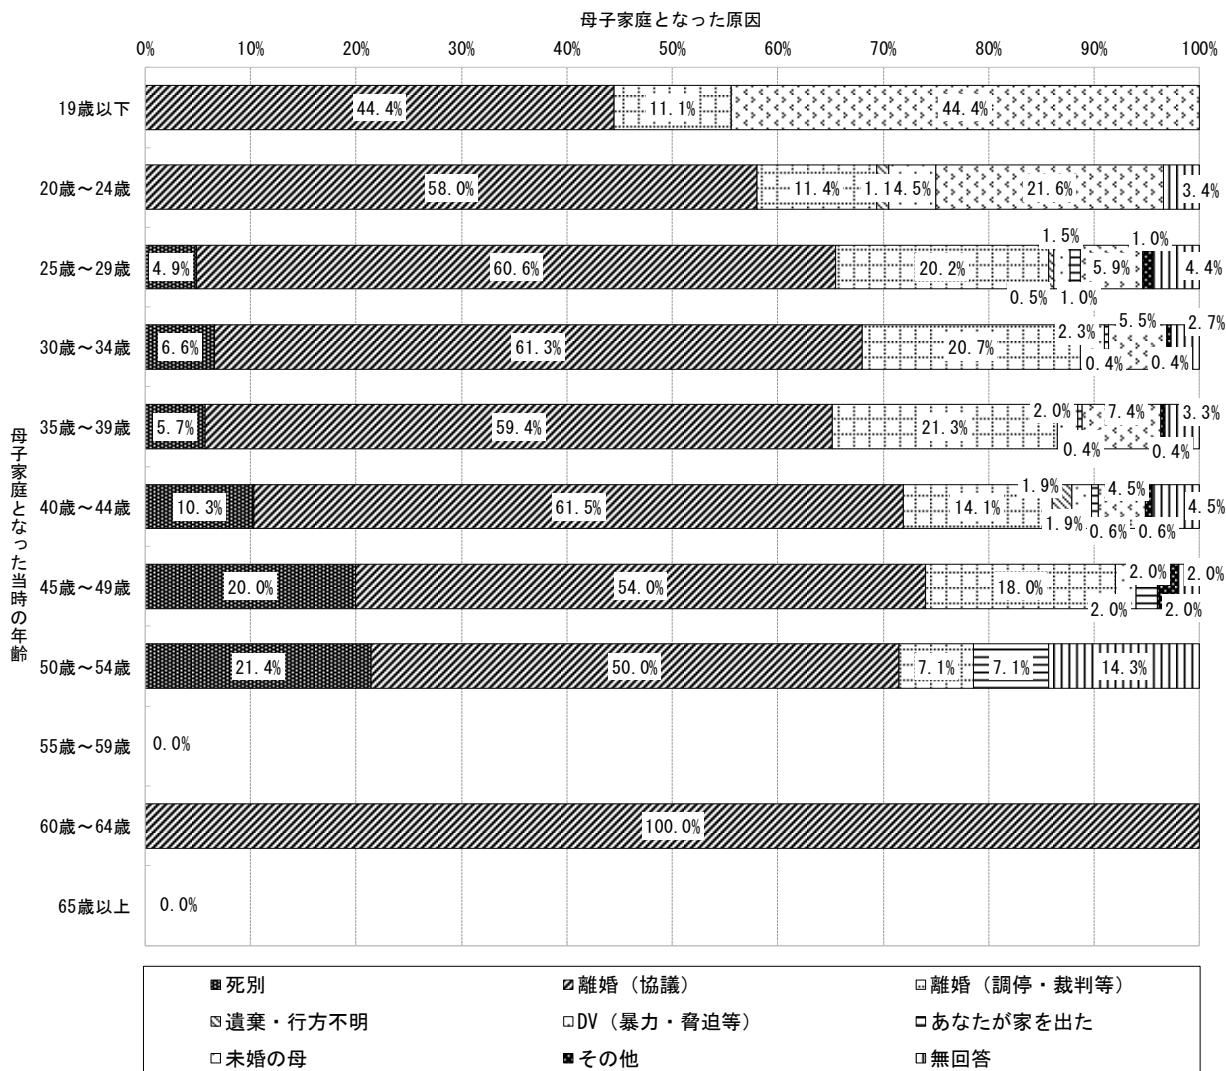 母子家庭となった原因
0% 10% 20% 30% 40% 50% 60% 70% 80% 90% 100%
母子家庭となった当時の年齢
19歳以下 44.4% 11.1% 44.4%
20歳～24歳 58.0% 11.4% 1.1% 4.5% 21.6% 3.4%
1.5% 1.0%
25歳～29歳 4.9% 60.6% 20.2% 5.9% 4.4%
0.5% 1.0%
2.3% 5.5% 2.7%
30歳～34歳 6.6% 61.3% 20.7%
0.4% 0.4%
2.0% 7.4% 3.3%
35歳～39歳 5.7% 59.4% 21.3%
0.4% 0.4%
1.9% 4.5%
40歳～44歳 10.3% 61.5% 14.1% 4.5%
1.9% 0.6% 0.6%
2.0% 2.0%
45歳～49歳 20.0% 54.0% 18.0%
2.0% 2.0%
50歳～54歳 21.4% 50.0% 7.1% 7.1% 14.3%
55歳～59歳 0.0%
60歳～64歳 100.0%
65歳以上 0.0%
死別 離婚（協議） 離婚（調停・裁判等）
遺棄・行方不明 DV（暴力・脅迫等） あなたが家を出た
未婚の母 その他 無回答